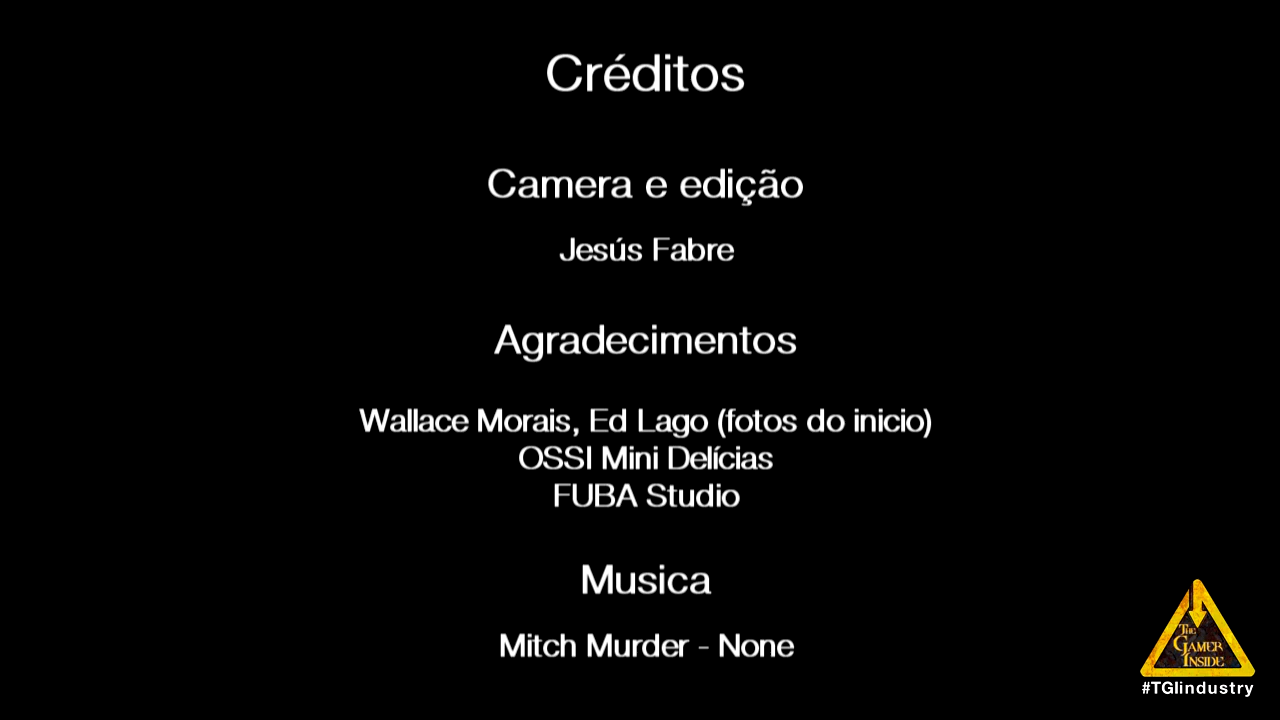 Créditos
Camera e edição
Jesús Fabre
Agradecimentos
Wallace Morais, Ed Lago (fotos do inicio)
OSSI Mini Delícias
FUBA Studio
Musica
Mitch Murder - None
THE
GAMER
INSIDE
#TGIindustry